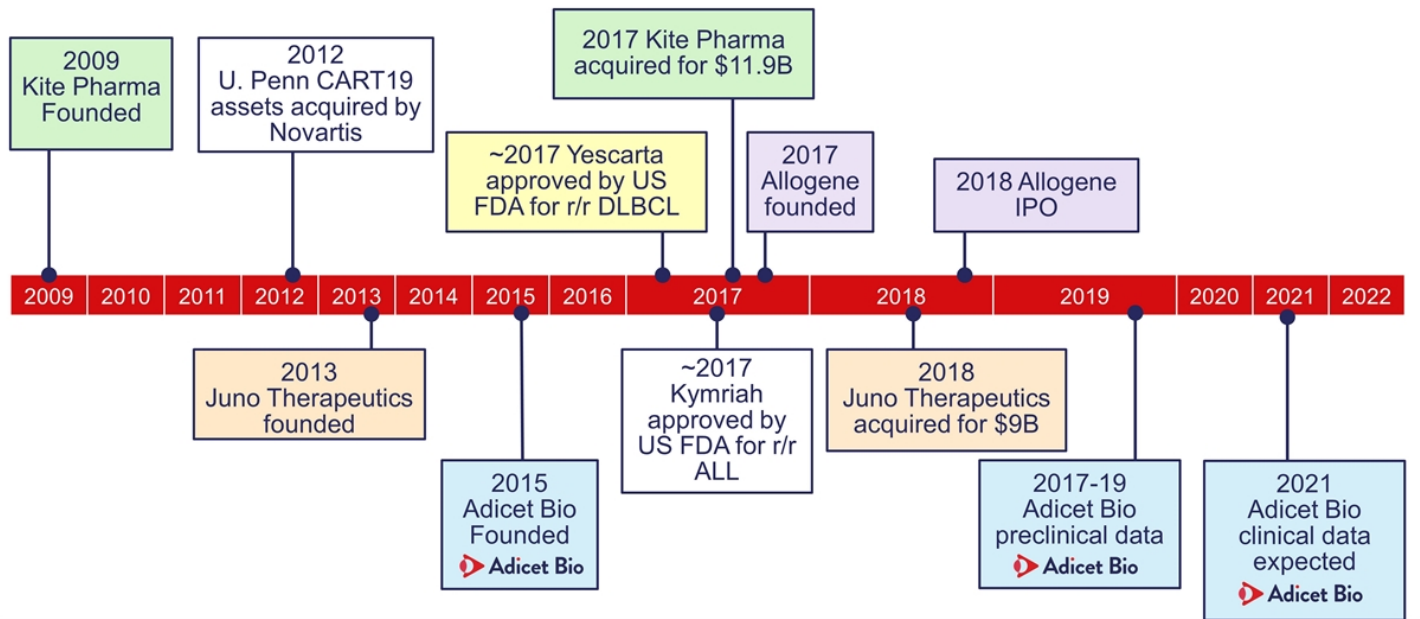 2009
Kite Pharma
Founded
2012
U. Penn CART19
assets acquired by
Novartis
2017 Kite Pharma
acquired for $11.9B
~2017 Yescarta
approved by US
FDA for r/r DLBCL
2017
Allogene
founded
2018 Allogene
IPO
2009 2010 2011 2012 2013 2014 2015 2016 2017 2018 2019 2020 2021 2022
2013
Juno Therapeutics
founded
2015
Adicet Bio
Founded
Adicet Bio
~2017
Kymriah
approved by
US FDA for r/r
ALL
2018
Juno Therapeutics
acquired for $9B
2017-19
Adicet Bio
preclinical data
Adicet Bio
2021
Adicet Bio
clinical data
expected
Adicet Bio